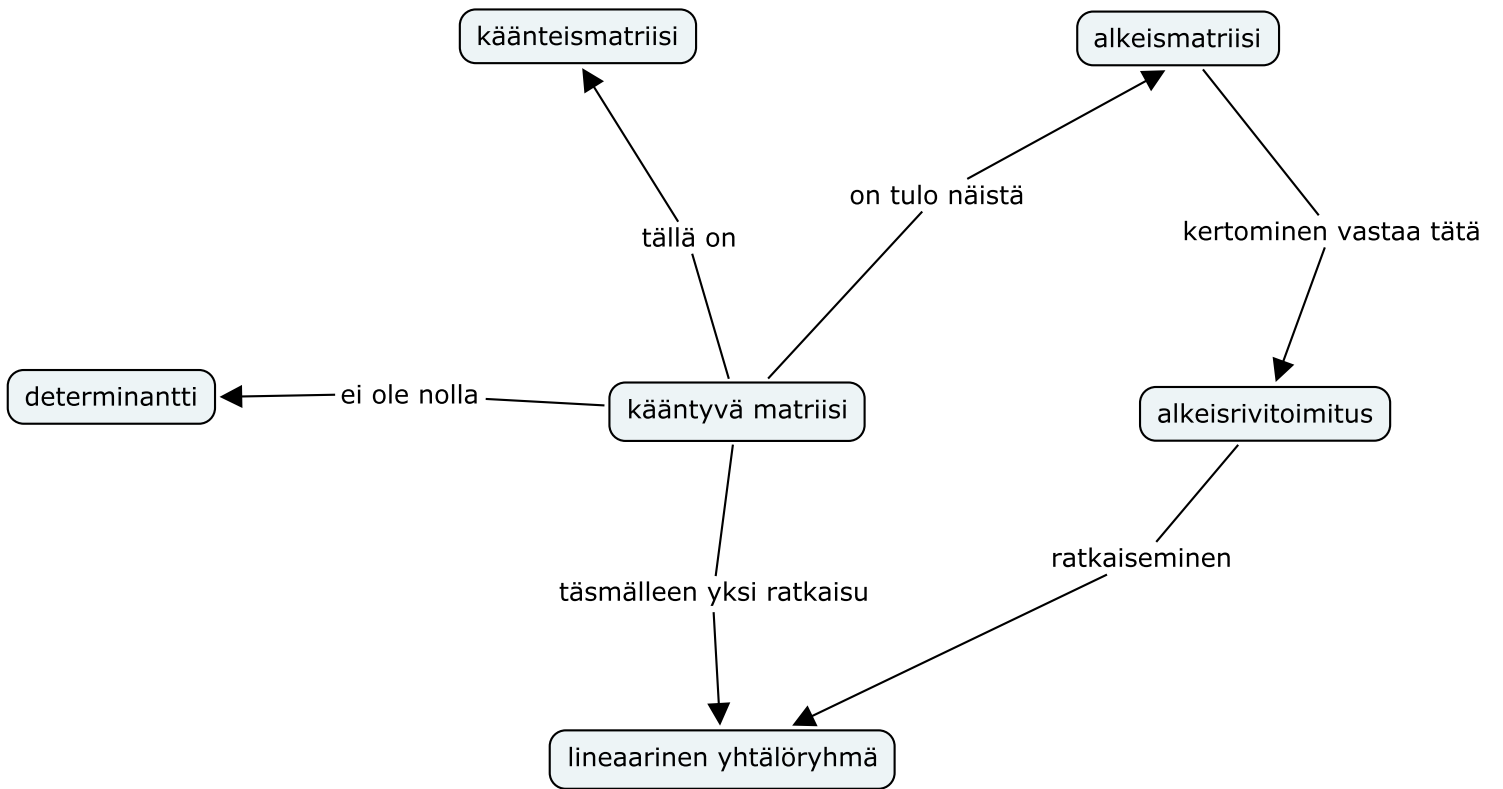 käänteismatriisi
alkeismatriisi
on tulo näistä
kertominen vastaa tätä
tällä on
determinantti
ei ole nolla
kääntyvä matriisi
alkeisrivitoimitus
ratkaiseminen
täsmälleen yksi ratkaisu
lineaarinen yhtälöryhmä